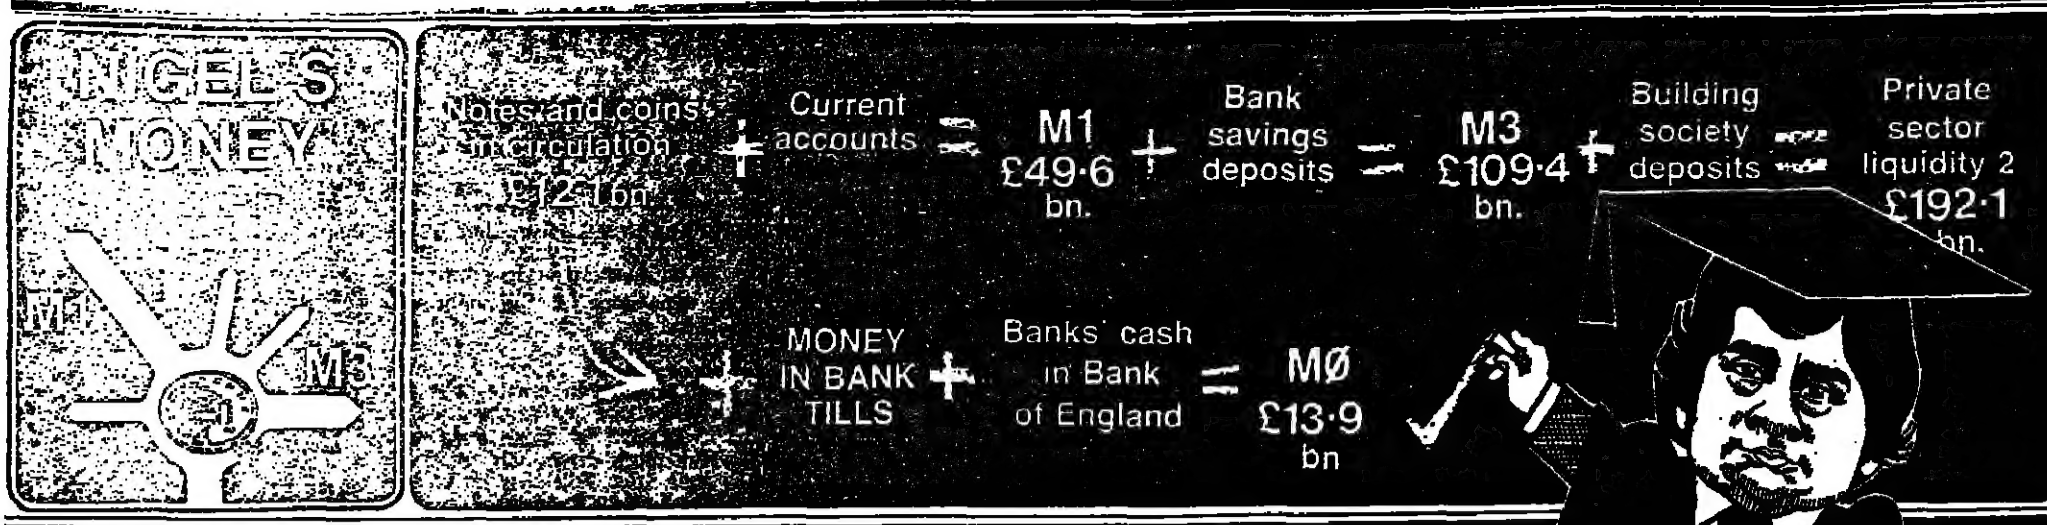 NIGEL'S
MONEY
M1
M3
Notes and coins
in circulation
£12·1bn
+
Current
accounts
=
M1
£49·6
bn.
+
Bank
savings
deposits
=
M3
£109·4
bn.
+
Building
society
deposits
=
Private
sector
liquidity 2
£192·1
bn.
+
MONEY
IN BANK
TILLS
+
Banks' cash
in Bank
of England
=
MØ
£13·9
bn